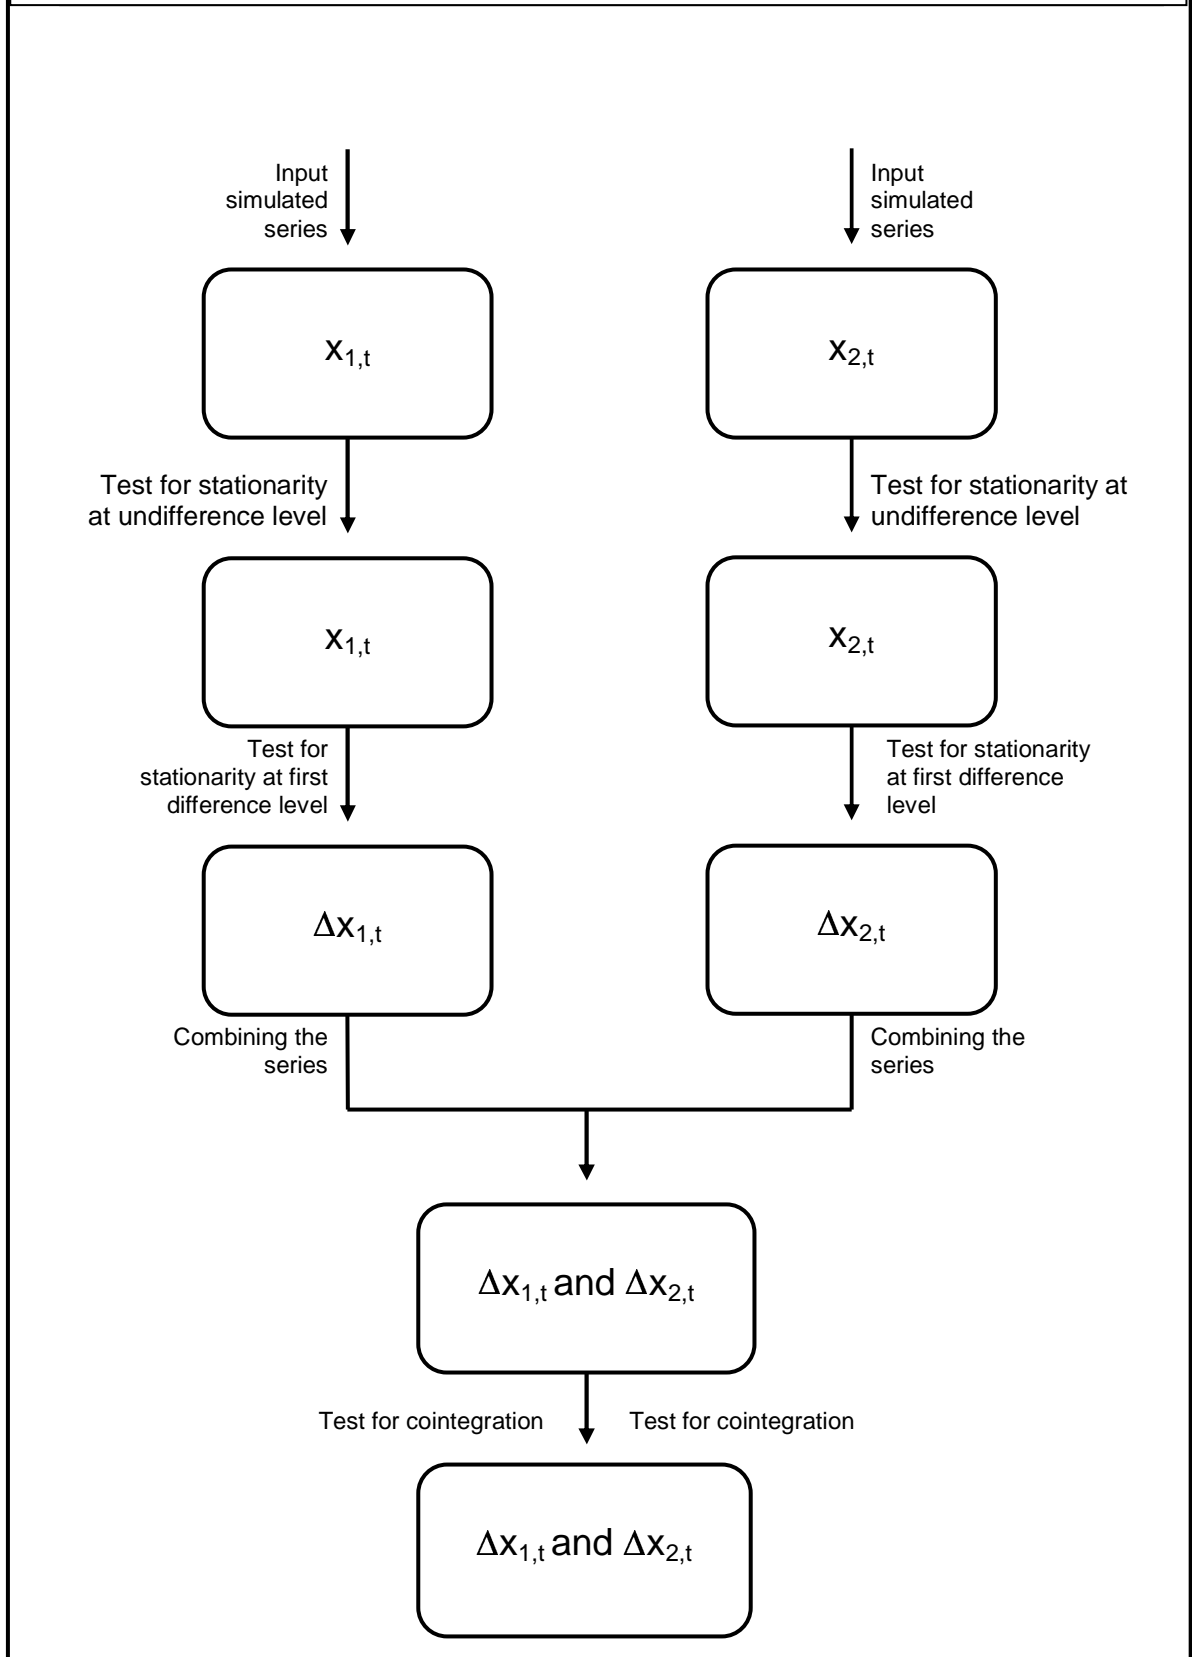 Input
simulated
series
Input
simulated
series
x1,t
x2,t
Test for stationarity
at undifference level
Test for stationarity at
undifference level
x1,t
x2,t
Test for
stationarity at first
difference level
Test for stationarity
at first difference
level
Δx1,t
Δx2,t
Combining the
series
Combining the
series
Δx1,t and Δx2,t
Test for cointegration
Test for cointegration
Δx1,t and Δx2,t